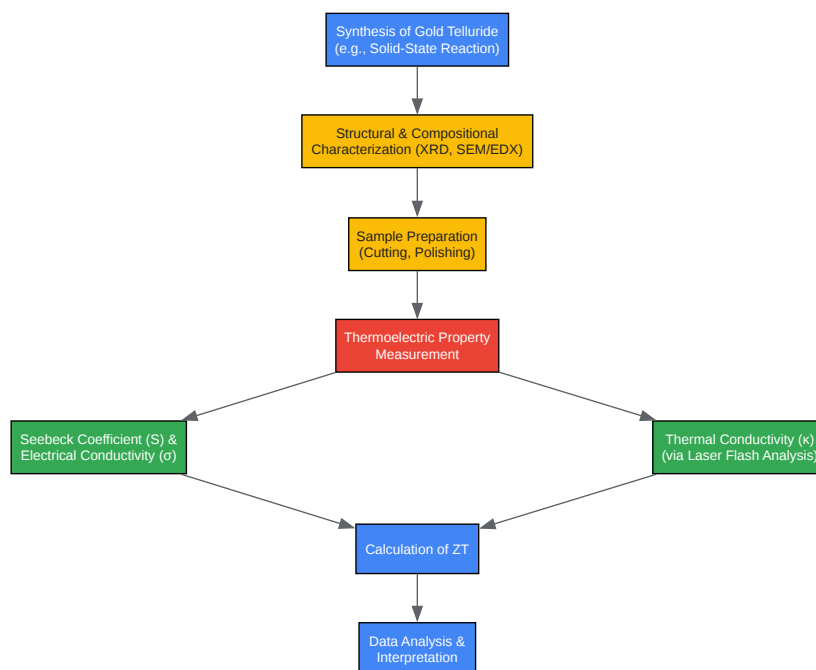 Synthesis of Gold Telluride
(e.g., Solid-State Reaction)
Structural & Compositional
Characterization (XRD, SEM/EDX)
Sample Preparation
(Cutting, Polishing)
Thermoelectric Property
Measurement
Seebeck Coefficient (S) &
Electrical Conductivity (σ)
Thermal Conductivity (κ)
(via Laser Flash Analysis)
Calculation of ZT
Data Analysis &
Interpretation